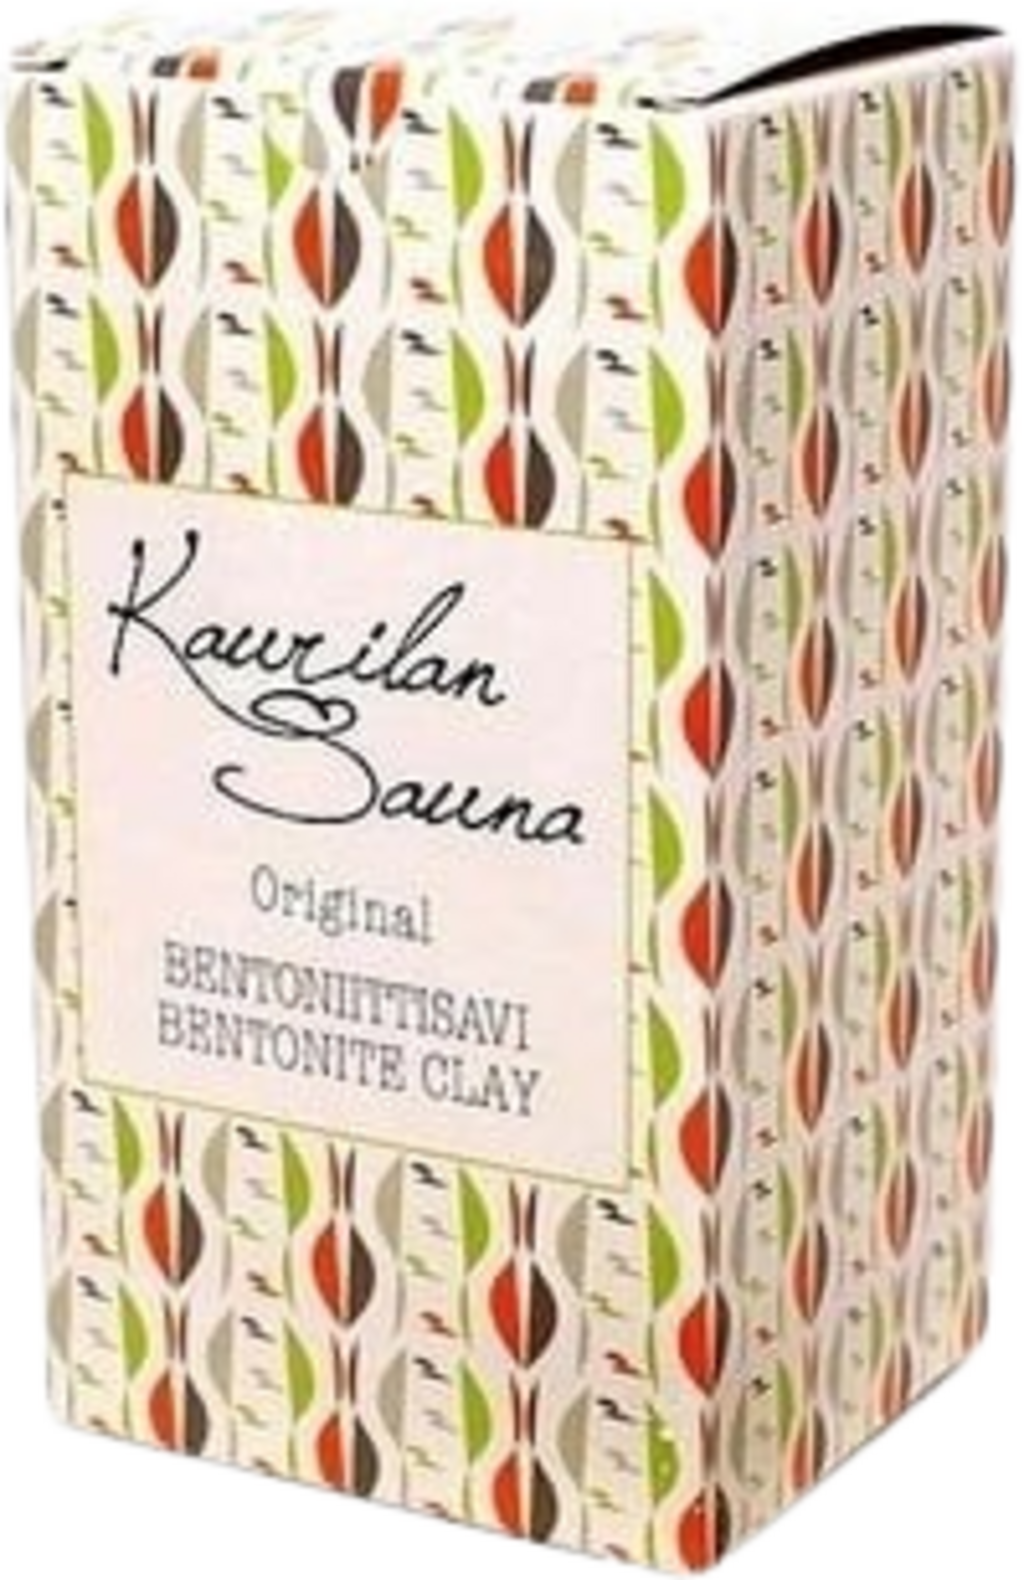 Kaurilan
Sauna
Original
BENTONIITTISAVI
BENTONITE CLAY